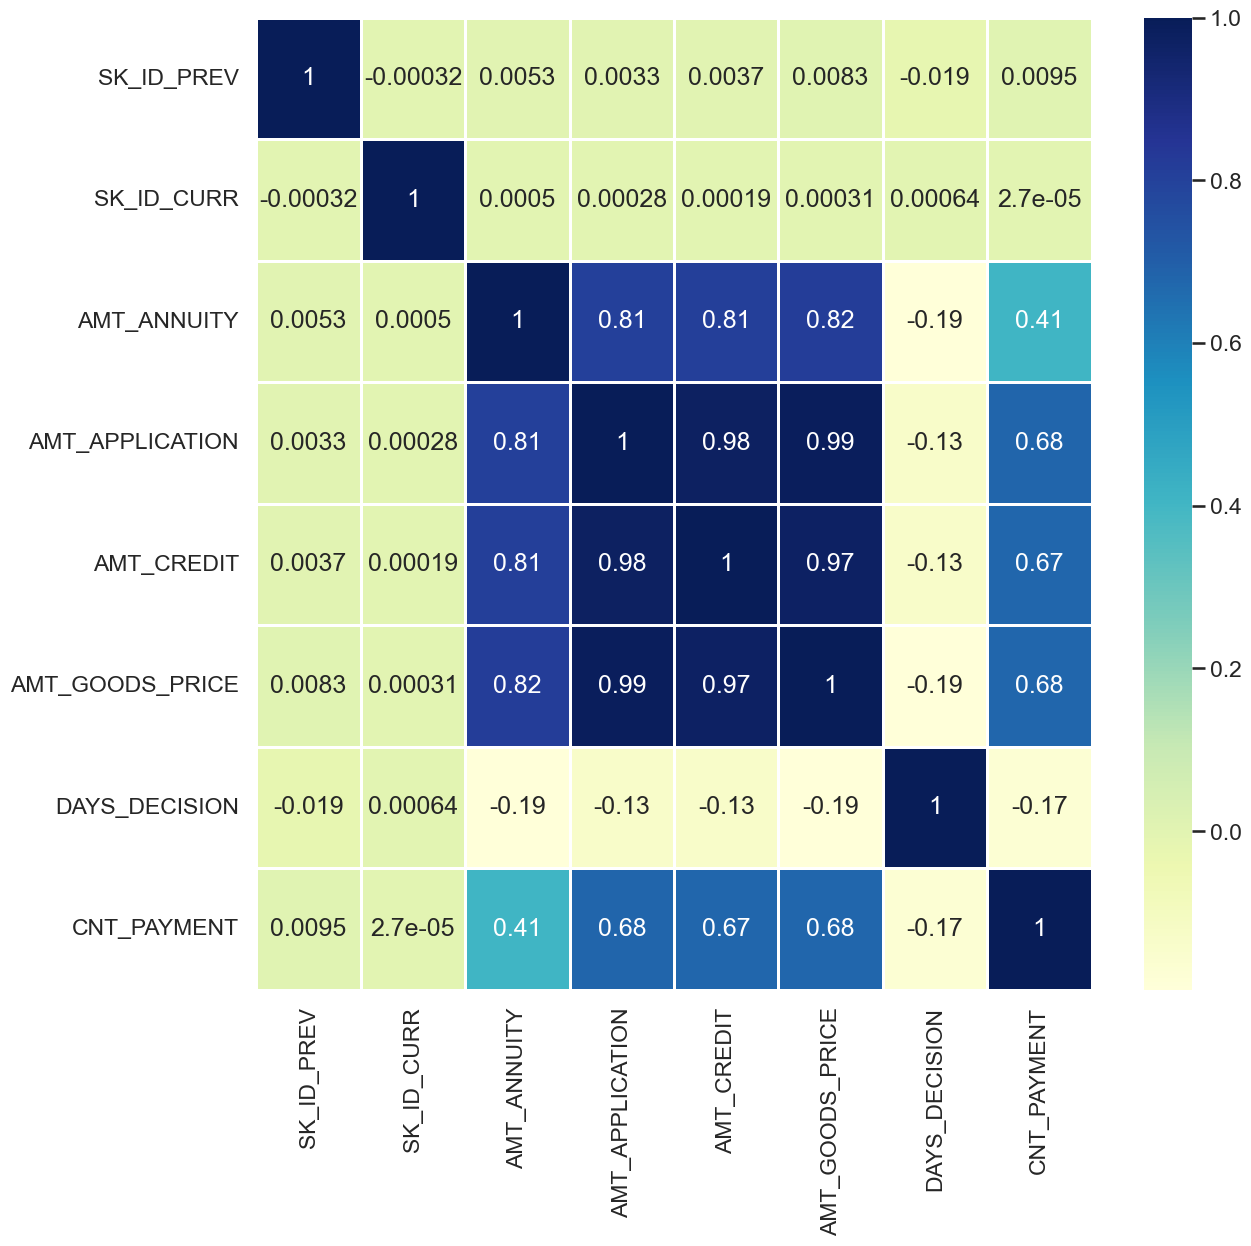 SK_ID_PREV 1 -0.00032 0.0053 0.0033 0.0037 0.0083 -0.019 0.0095
SK_ID_CURR -0.00032 1 0.0005 0.00028 0.00019 0.00031 0.00064 2.7e-05
AMT_ANNUITY 0.0053 0.0005 1 0.81 0.81 0.82 -0.19 0.41
AMT_APPLICATION 0.0033 0.00028 0.81 1 0.98 0.99 -0.13 0.68
AMT_CREDIT 0.0037 0.00019 0.81 0.98 1 0.97 -0.13 0.67
AMT_GOODS_PRICE 0.0083 0.00031 0.82 0.99 0.97 1 -0.19 0.68
DAYS_DECISION -0.019 0.00064 -0.19 -0.13 -0.13 -0.19 1 -0.17
CNT_PAYMENT 0.0095 2.7e-05 0.41 0.68 0.67 0.68 -0.17 1
SK_ID_PREV
SK_ID_CURR
AMT_ANNUITY
AMT_APPLICATION
AMT_CREDIT
AMT_GOODS_PRICE
DAYS_DECISION
CNT_PAYMENT
1.0
0.8
0.6
0.4
0.2
0.0